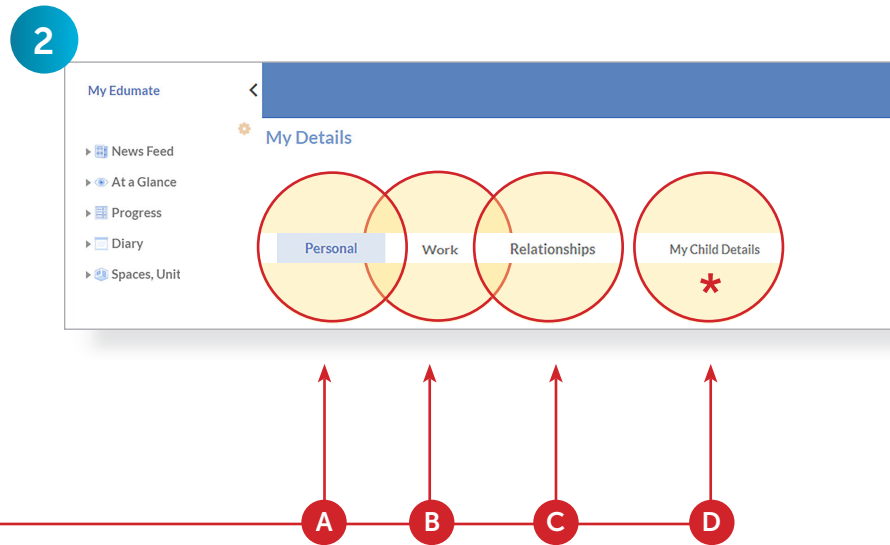 2
My Edumate
My Details
News Feed
At a Glance
Progress
Diary
Spaces, Unit
Personal Work Relationships My Child Details
*
A B C D